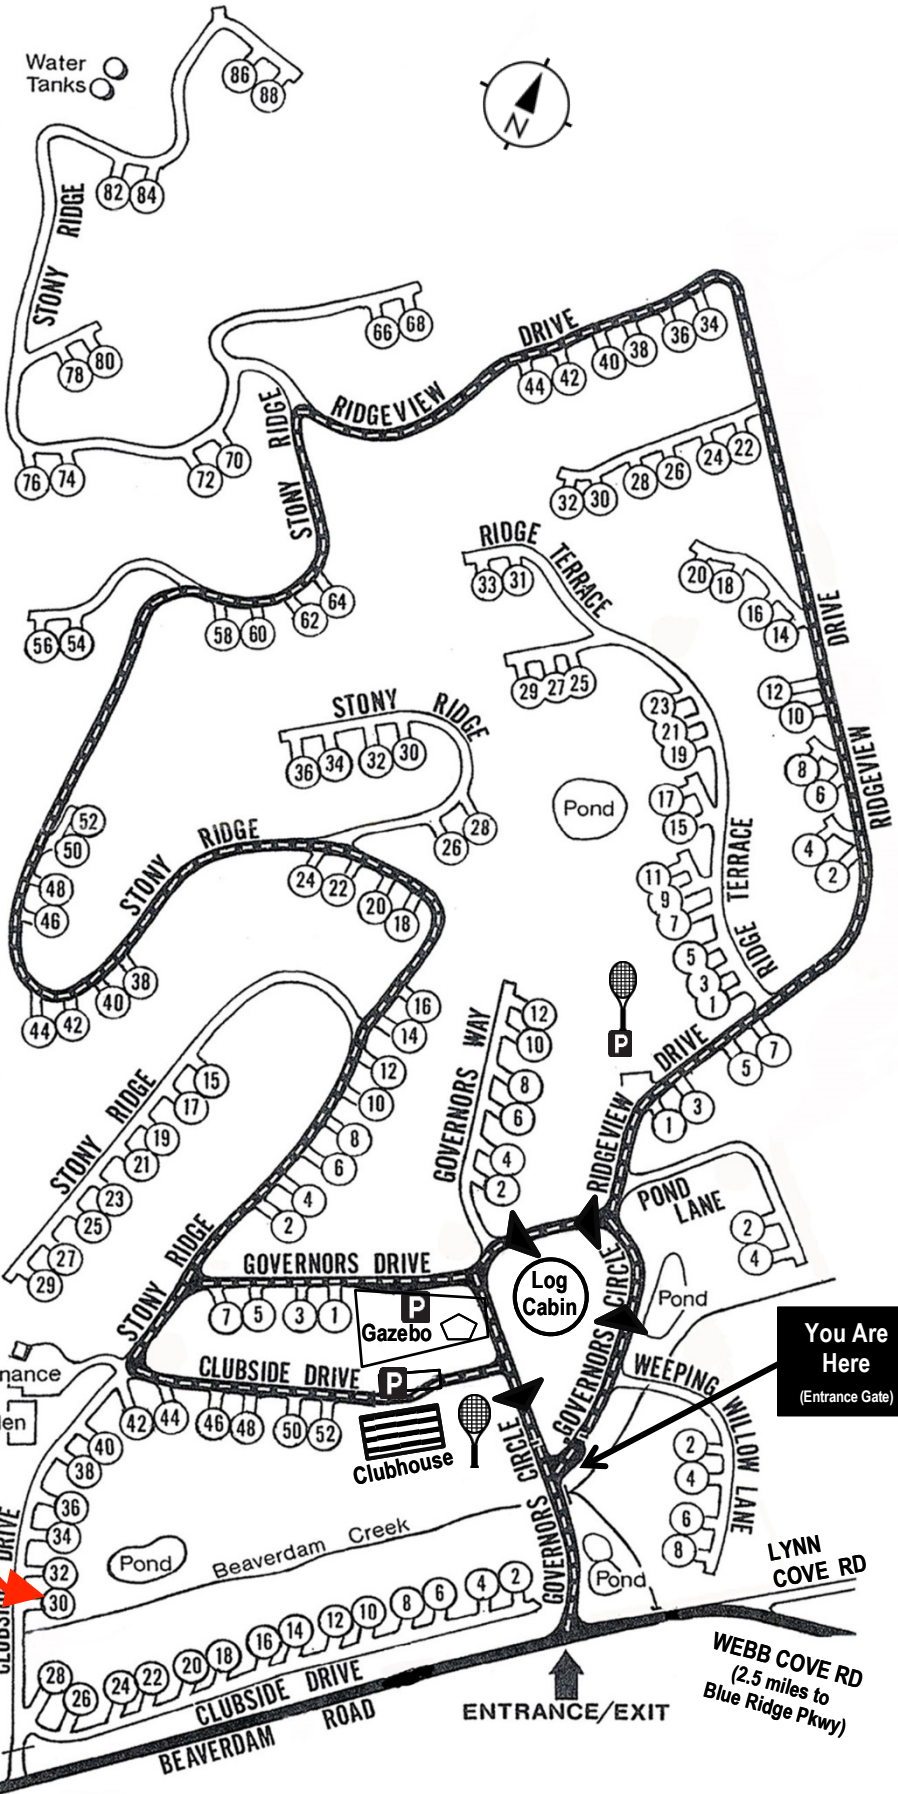 86
88
Water
Tanks
N
82
84
STONY RIDGE
66
68
78
80
RIDGEVIEW DRIVE
44
42
40
38
36
34
STONY RIDGE
76
74
72
70
32
30
28
26
24
22
RIDGE TERRACE
33
31
20
18
16
14
DRIVE
56
54
58
60
62
64
29
27
25
12
10
RIDGEVIEW
8
6
4
2
STONY RIDGE
36
34
32
30
28
26
23
21
19
17
15
Pond
52
50
48
46
STONY RIDGE
24
22
20
18
11
9
7
5
3
1
RIDGE TERRACE
44
42
40
38
16
14
12
10
8
6
4
2
STONY RIDGE
15
17
19
21
23
25
27
29
GOVERNORS WAY
12
10
8
6
4
2
P
RIDGEVIEW DRIVE
7
5
3
1
POND LANE
2
4
STONY RIDGE
GOVERNORS DRIVE
7
5
3
1
P
Gazebo
Log
Cabin
GOVERNORS CIRCLE
Pond
You Are
Here
(Entrance Gate)
nance
en
CLUBSIDE DRIVE
P
42
44
46
48
50
52
Clubhouse
WEEPING WILLOW LANE
2
4
6
8
40
38
36
34
32
30
CLUBSIDE DRIVE
Pond
Beaverdam Creek
GOVERNORS CIRCLE
Pond
LYNN
COVE RD
28
26
24
22
20
18
16
14
12
10
8
6
4
2
CLUBSIDE DRIVE
BEAVERDAM ROAD
ENTRANCE/EXIT
WEBB COVE RD
(2.5 miles to
Blue Ridge Pkwy)